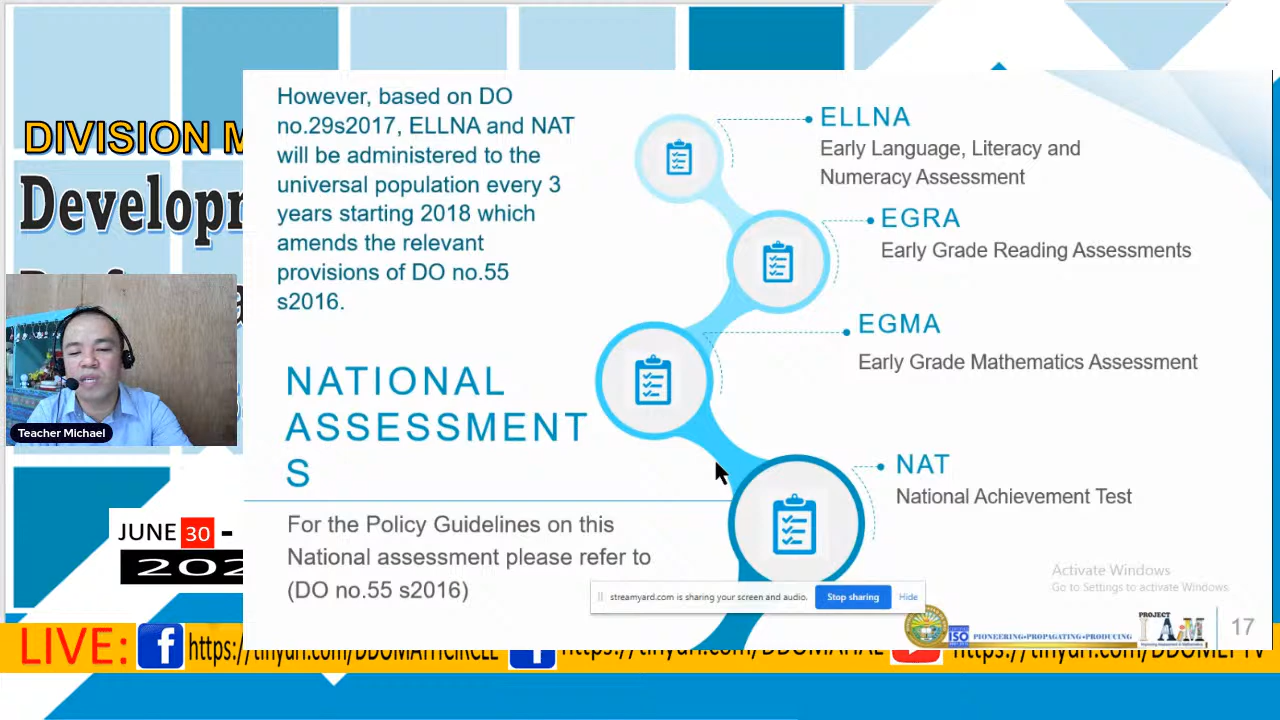 DIVISION M
Developm
However, based on DO
no.29s2017, ELLNA and NAT
will be administered to the
universal population every 3
years starting 2018 which
amends the relevant
provisions of DO no.55
s2016.
NATIONAL
ASSESSMENT
S
For the Policy Guidelines on this
National assessment please refer to
(DO no.55 s2016)
ELLNA
Early Language, Literacy and
Numeracy Assessment
EGRA
Early Grade Reading Assessments
EGMA
Early Grade Mathematics Assessment
NAT
National Achievement Test
Teacher Michael
JUNE 30 -
202
Activate Windows
Go to Settings to activate Windows.
streamyard.com is sharing your screen and audio.
Stop sharing
Hide
ISO
PIONEERING•PROPAGATING•PRODUCING
PROJECT
17
LIVE: